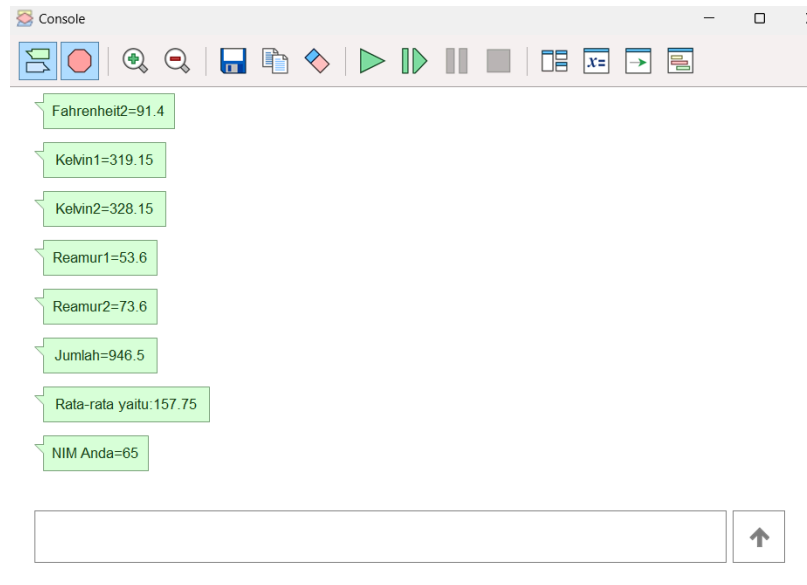 Console
x=
Fahrenheit2=91.4
Kelvin1=319.15
Kelvin2=328.15
Reamur1=53.6
Reamur2=73.6
Jumlah=946.5
Rata-rata yaitu:157.75
NIM Anda=65